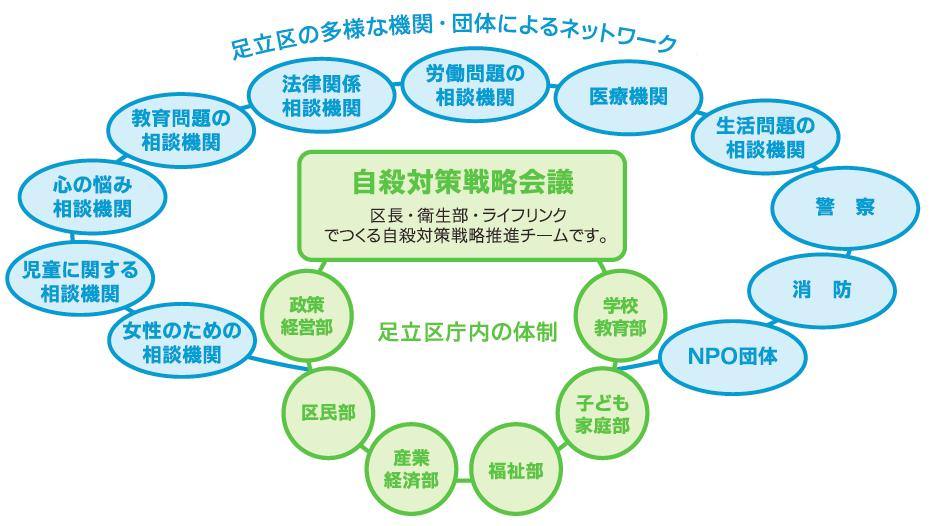 足立区の多様な機関・団体によるネットワーク
法律関係
相談機関
労働問題の
相談機関
医療機関
教育問題の
相談機関
生活問題の
相談機関
心の悩み
相談機関
自殺対策戦略会議
区長・衛生部・ライフリンク
でつくる自殺対策戦略推進チームです。
警 察
児童に関する
相談機関
消 防
女性のための
相談機関
政策
経営部
足立区庁内の体制
学校
教育部
NPO団体
区民部
子ども
家庭部
産業
経済部
福祉部